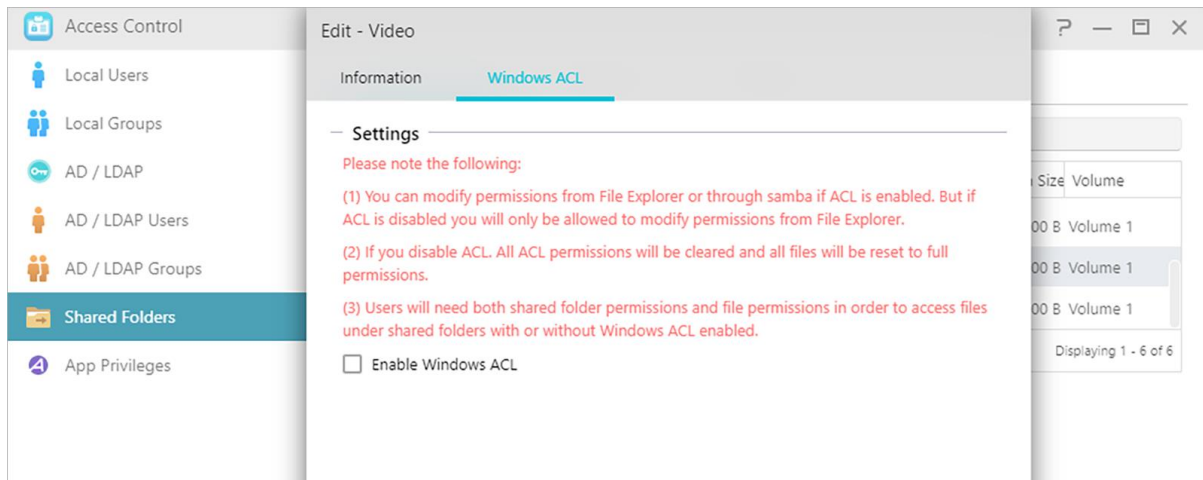 Access Control
Local Users
Local Groups
AD / LDAP
AD / LDAP Users
AD / LDAP Groups
Shared Folders
App Privileges
Edit - Video
Information
Windows ACL
Settings
Please note the following:
(1) You can modify permissions from File Explorer or through samba if ACL is enabled. But if
ACL is disabled you will only be allowed to modify permissions from File Explorer.
(2) If you disable ACL. All ACL permissions will be cleared and all files will be reset to full
permissions.
(3) Users will need both shared folder permissions and file permissions in order to access files
under shared folders with or without Windows ACL enabled.
Enable Windows ACL
Size Volume
00 B Volume 1
00 B Volume 1
00 B Volume 1
Displaying 1 - 6 of 6